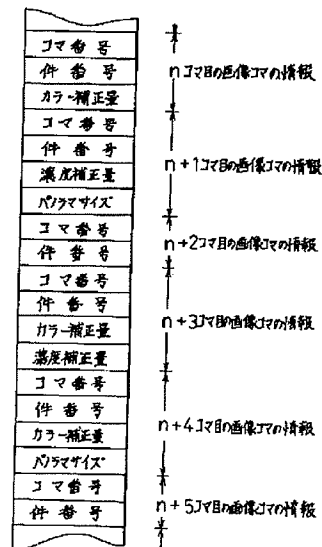 コマ番号
件番号
カラー補正量
nコマ目の画像コマの情報
コマ番号
件番号
濃度補正量
パノラマサイズ
n+1コマ目の画像コマの情報
コマ番号
件番号
n+2コマ目の画像コマの情報
コマ番号
件番号
カラー補正量
濃度補正量
n+3コマ目の画像コマの情報
コマ番号
件番号
カラー補正量
パノラマサイズ
n+4コマ目の画像コマの情報
コマ番号
件番号
n+5コマ目の画像コマの情報